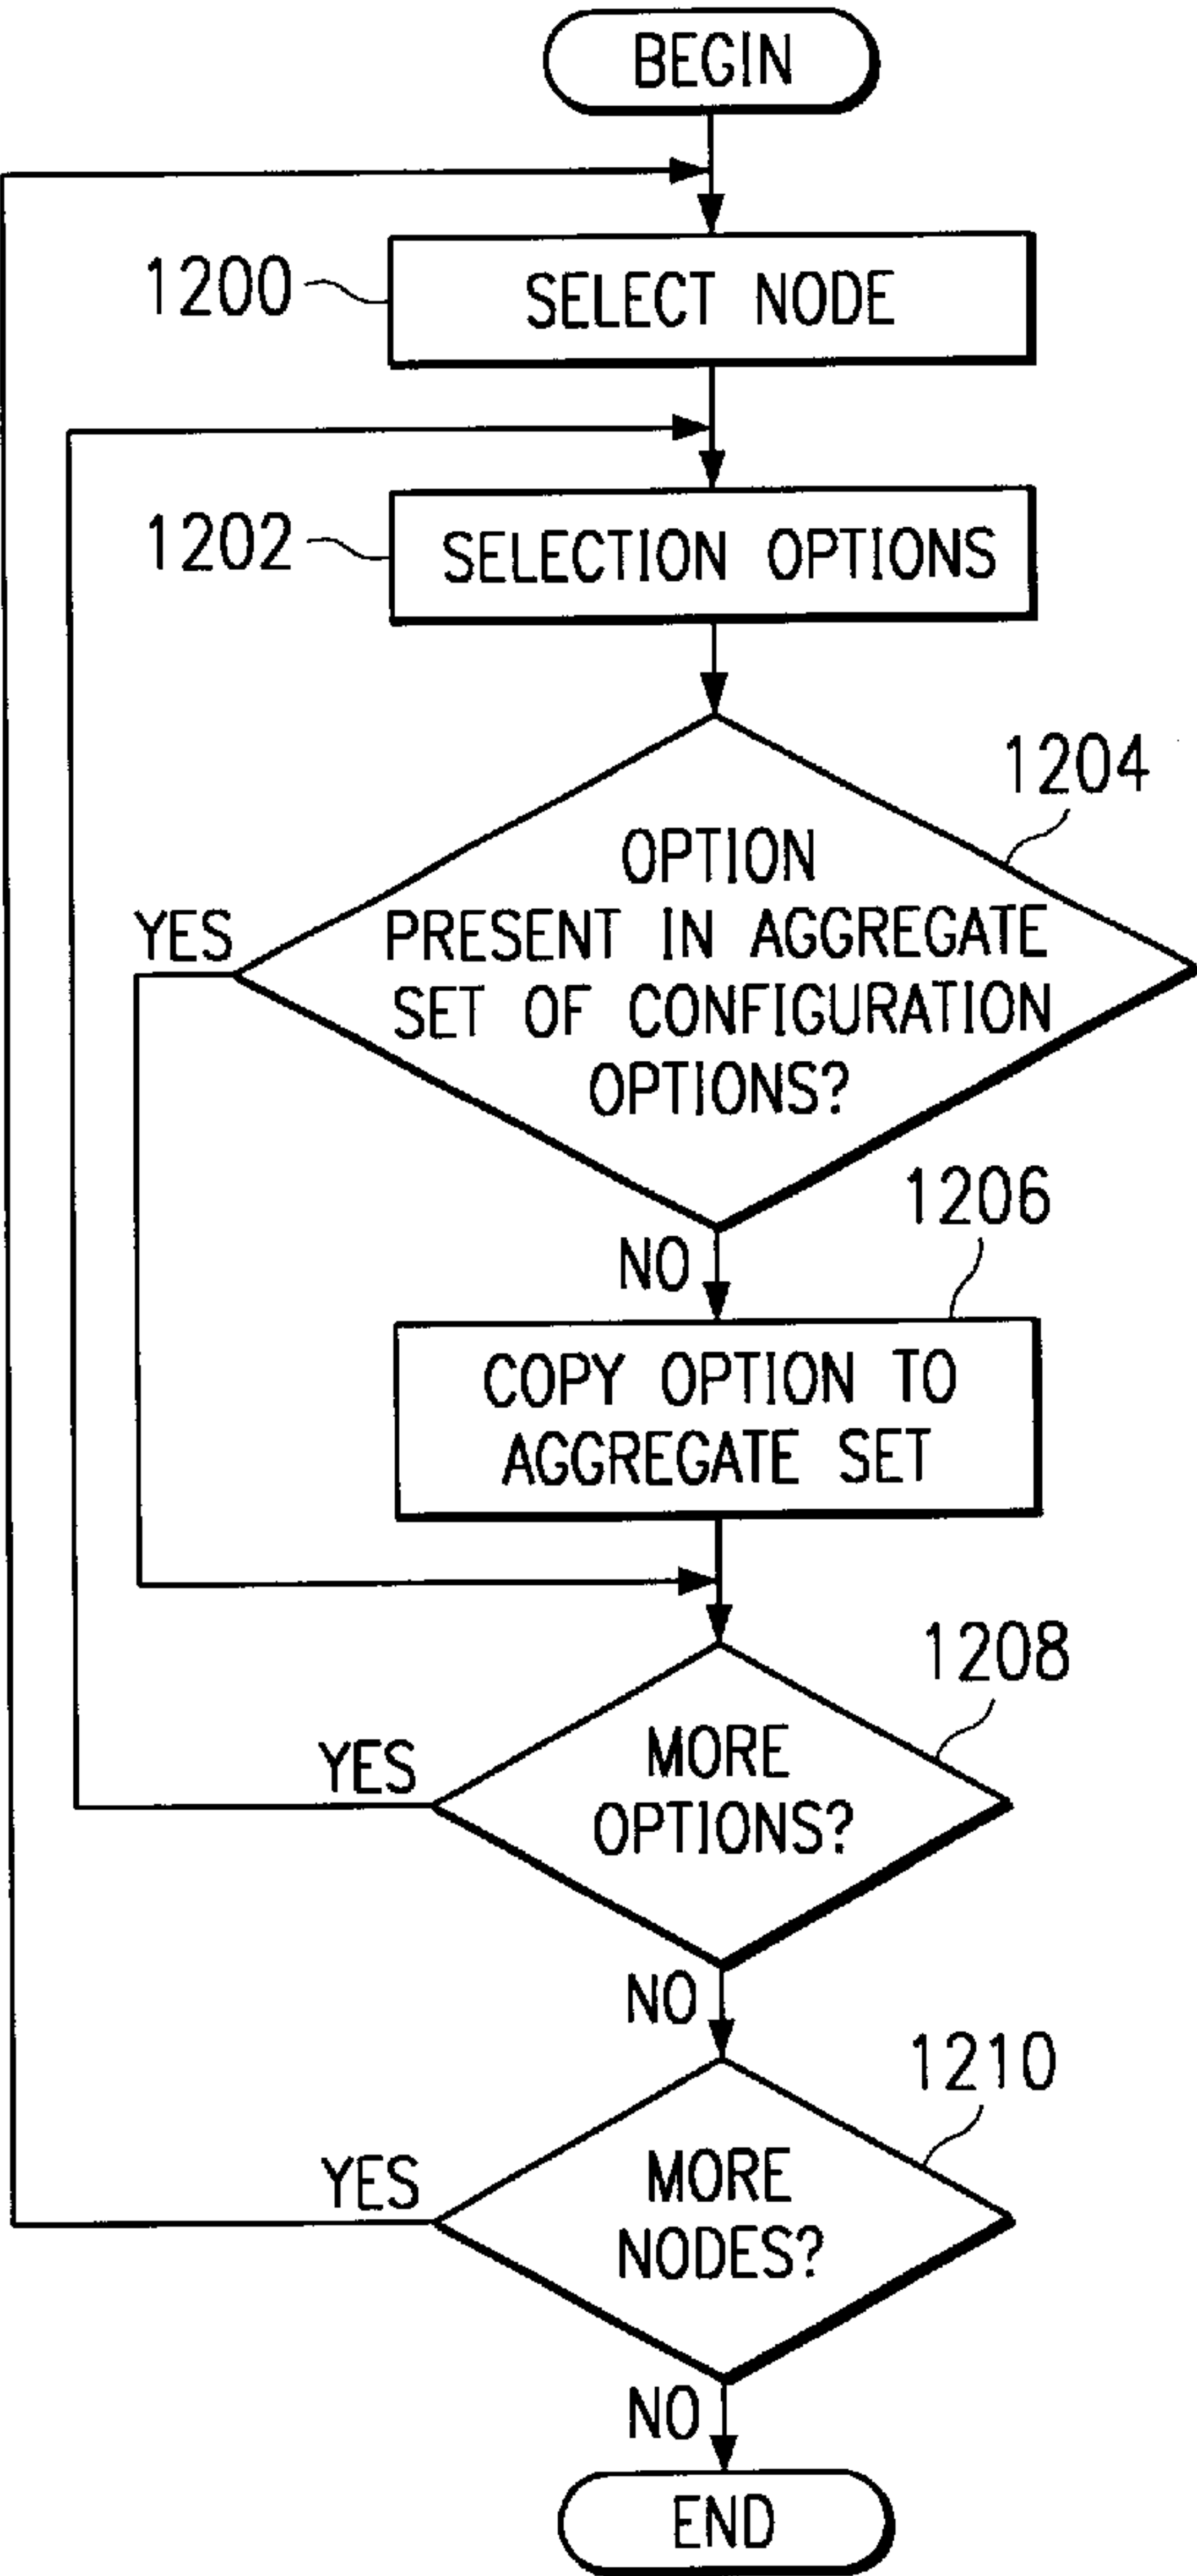 BEGIN
1200
SELECT NODE
1202
SELECTION OPTIONS
1204
OPTION
PRESENT IN AGGREGATE
SET OF CONFIGURATION
OPTIONS?
YES
1206
NO
COPY OPTION TO
AGGREGATE SET
1208
MORE
OPTIONS?
YES
NO
1210
MORE
NODES?
YES
NO
END